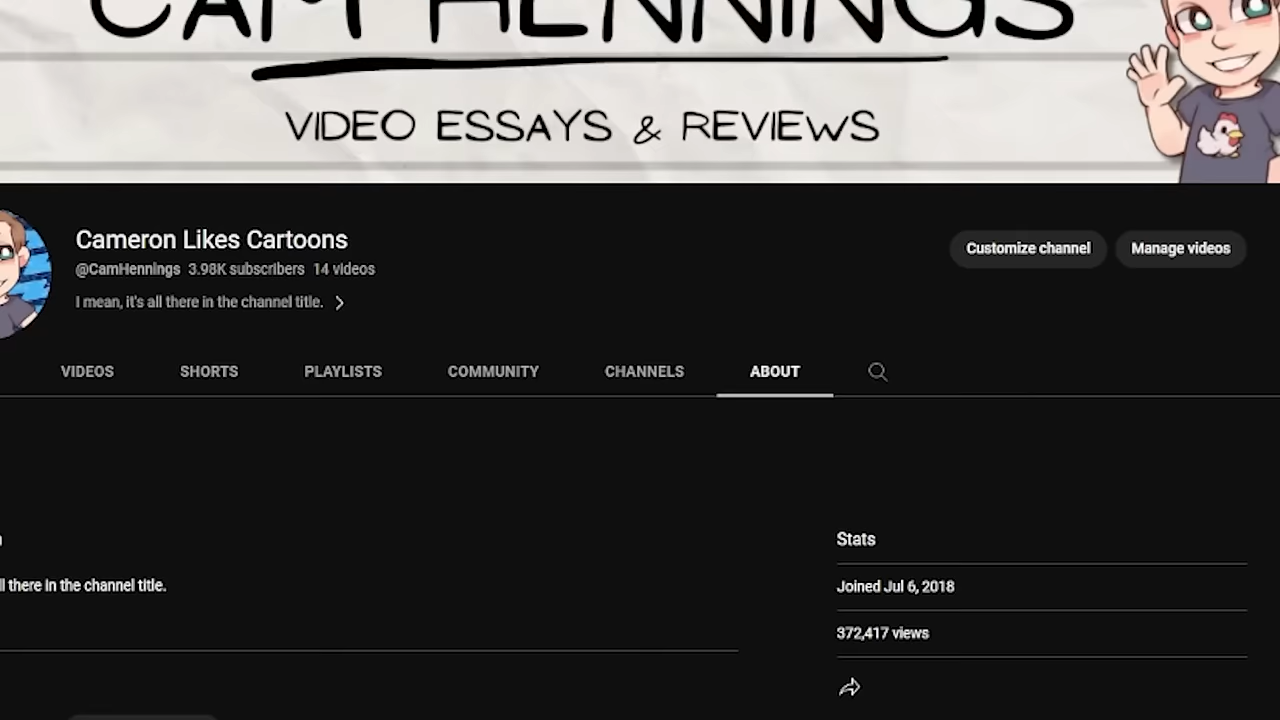 CAM HENNINGS
VIDEO ESSAYS & REVIEWS
Cameron Likes Cartoons
@CamHennings 3.98K subscribers 14 videos
I mean, it's all there in the channel title.
Customize channel
Manage videos
VIDEOS
SHORTS
PLAYLISTS
COMMUNITY
CHANNELS
ABOUT
there in the channel title.
Stats
Joined Jul 6, 2018
372,417 views